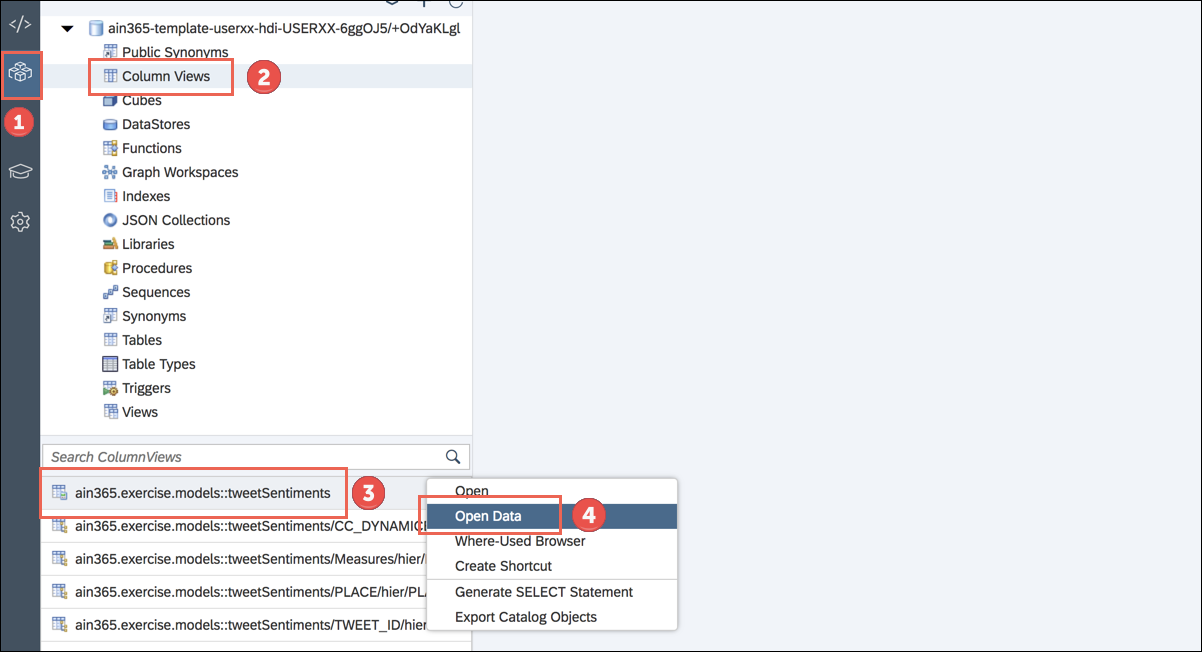 </>
ain365-template-userxx-hdi-USERXX-6ggOJ5/+OdYaKLgl
Public Synonyms
Column Views
2
Cubes
1
DataStores
Functions
Graph Workspaces
Indexes
JSON Collections
Libraries
Procedures
Sequences
Synonyms
Tables
Table Types
Triggers
Views
Search ColumnViews
ain365.exercise.models::tweetSentiments
3
Open
Open Data
4
ain365.exercise.models::tweetSentiments/CC_DYNAMIC
Where-Used Browser
ain365.exercise.models::tweetSentiments/Measures/hier/
Create Shortcut
ain365.exercise.models::tweetSentiments/PLACE/hier/PL
Generate SELECT Statement
Export Catalog Objects
ain365.exercise.models::tweetSentiments/TWEET_ID/hier